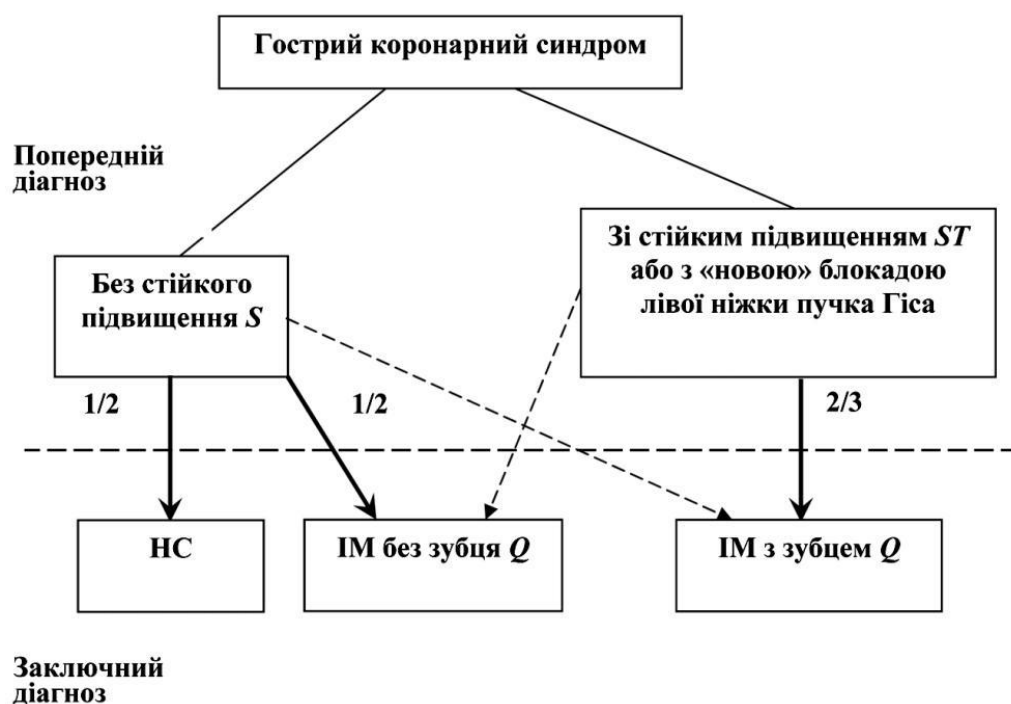 Гострий коронарний синдром
Попередній
діагноз
Без стійкого
підвищення S
Зі стійким підвищенням ST
або з «новою» блокадою
лівої ніжки пучка Гіса
1/2
1/2
2/3
НС
ІМ без зубця Q
ІМ з зубцем Q
Заключний
діагноз